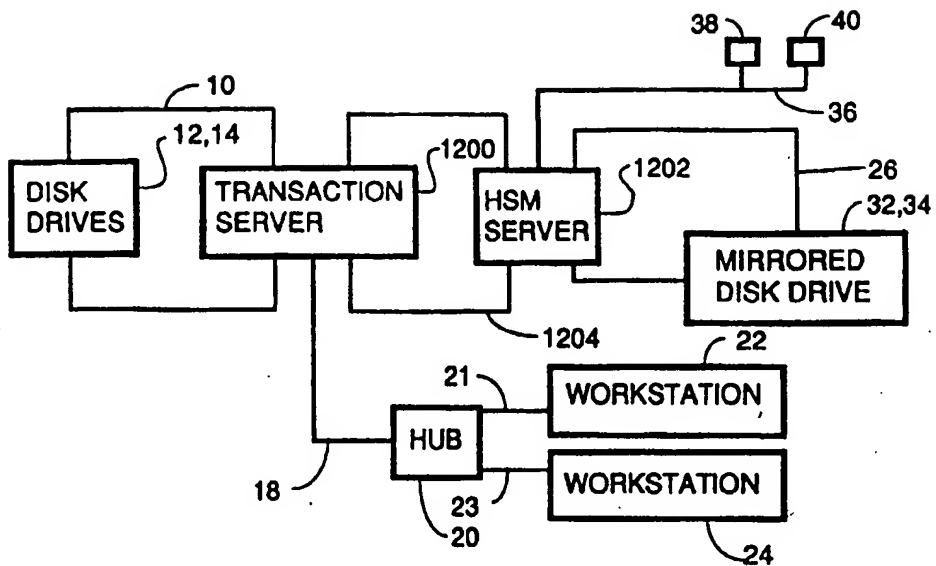 38
40
10
36
12,14
1200
1202
26
DISK
DRIVES
TRANSACTION
SERVER
HSM
SERVER
32,34
MIRRORED
DISK DRIVE
1204
22
21
WORKSTATION
HUB
18
23
WORKSTATION
20
24